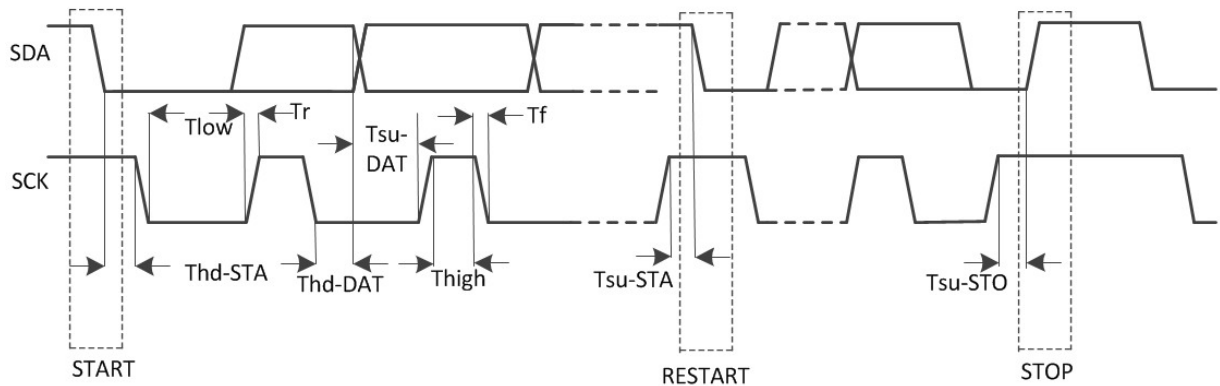 SDA
Tlow
Tr
Tsu-
DAT
Tf
SCK
Thd-STA
Thd-DAT
Thigh
Tsu-STA
Tsu-STO
START
RESTART
STOP